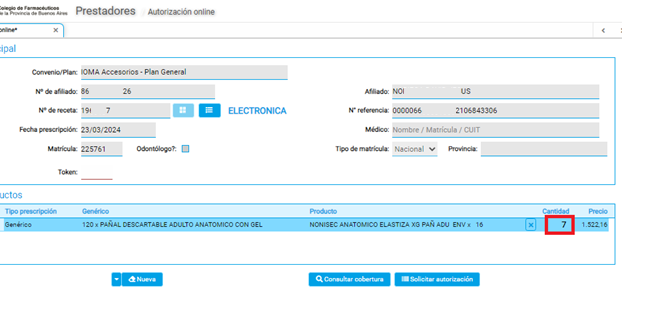 Colegio de Farmacéuticos
de la Provincia de Buenos Aires
Prestadores Autorización online
online* ×
cipal
Convenio/Plan: IOMA Accesorios - Plan General
Nº de afiliado: 86 26 Afiliado: NOI US
Nº de receta: 19 7 ELECTRONICA N° referencia: 0000066 2106843306
Fecha prescripción: 23/03/2024 Médico: Nombre / Matrícula / CUIT
Matrícula: 225761 Odontólogo?: Tipo de matrícula: Nacional Provincia:
Token:
uctos
Tipo prescripción Genérico Producto Cantidad Precio
Genérico 120 x PAÑAL DESCARTABLE ADULTO ANATOMICO CON GEL NONISEC ANATOMICO ELASTIZA XG PAÑ ADU ENV x 16 7 1.522,16
Nueva Consultar cobertura Solicitar autorización